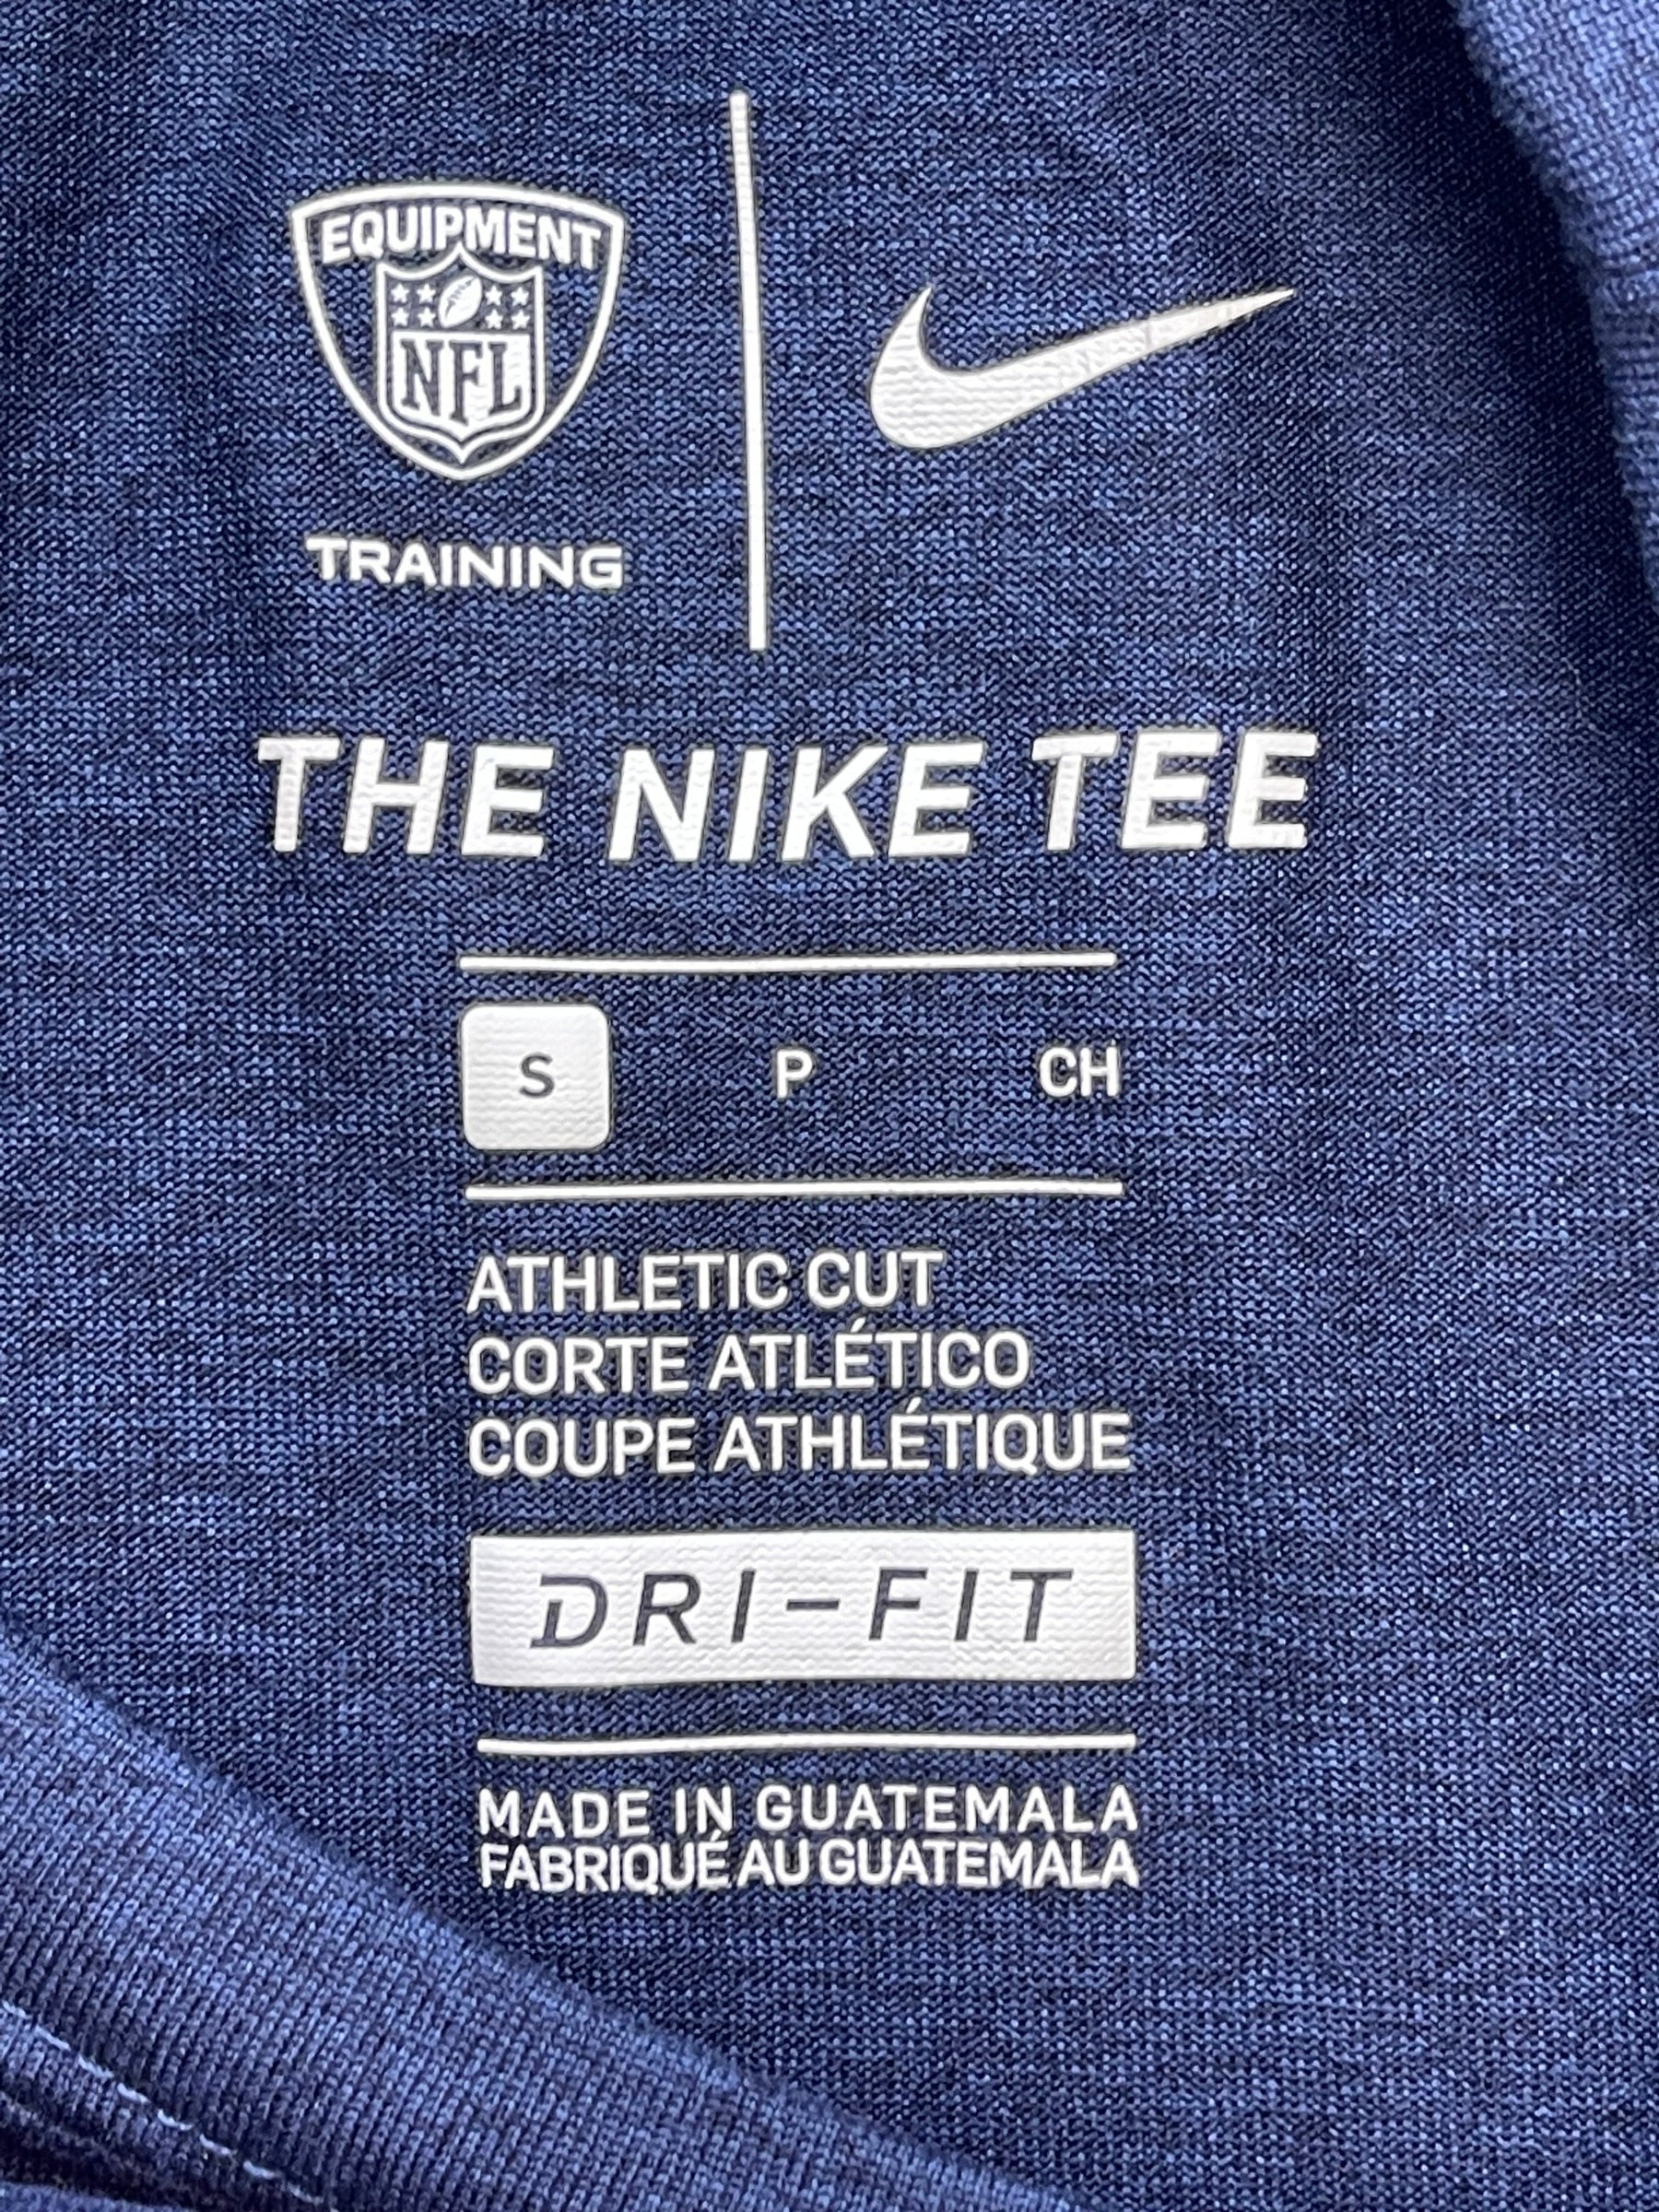 EQUIPMENT
NFL
TRAINING
THE NIKE TEE
S P CH
ATHLETIC CUT
CORTE ATLÉTICO
COUPE ATHLÉTIQUE
DRI-FIT
MADE IN GUATEMALA
FABRIQUÉ AU GUATEMALA